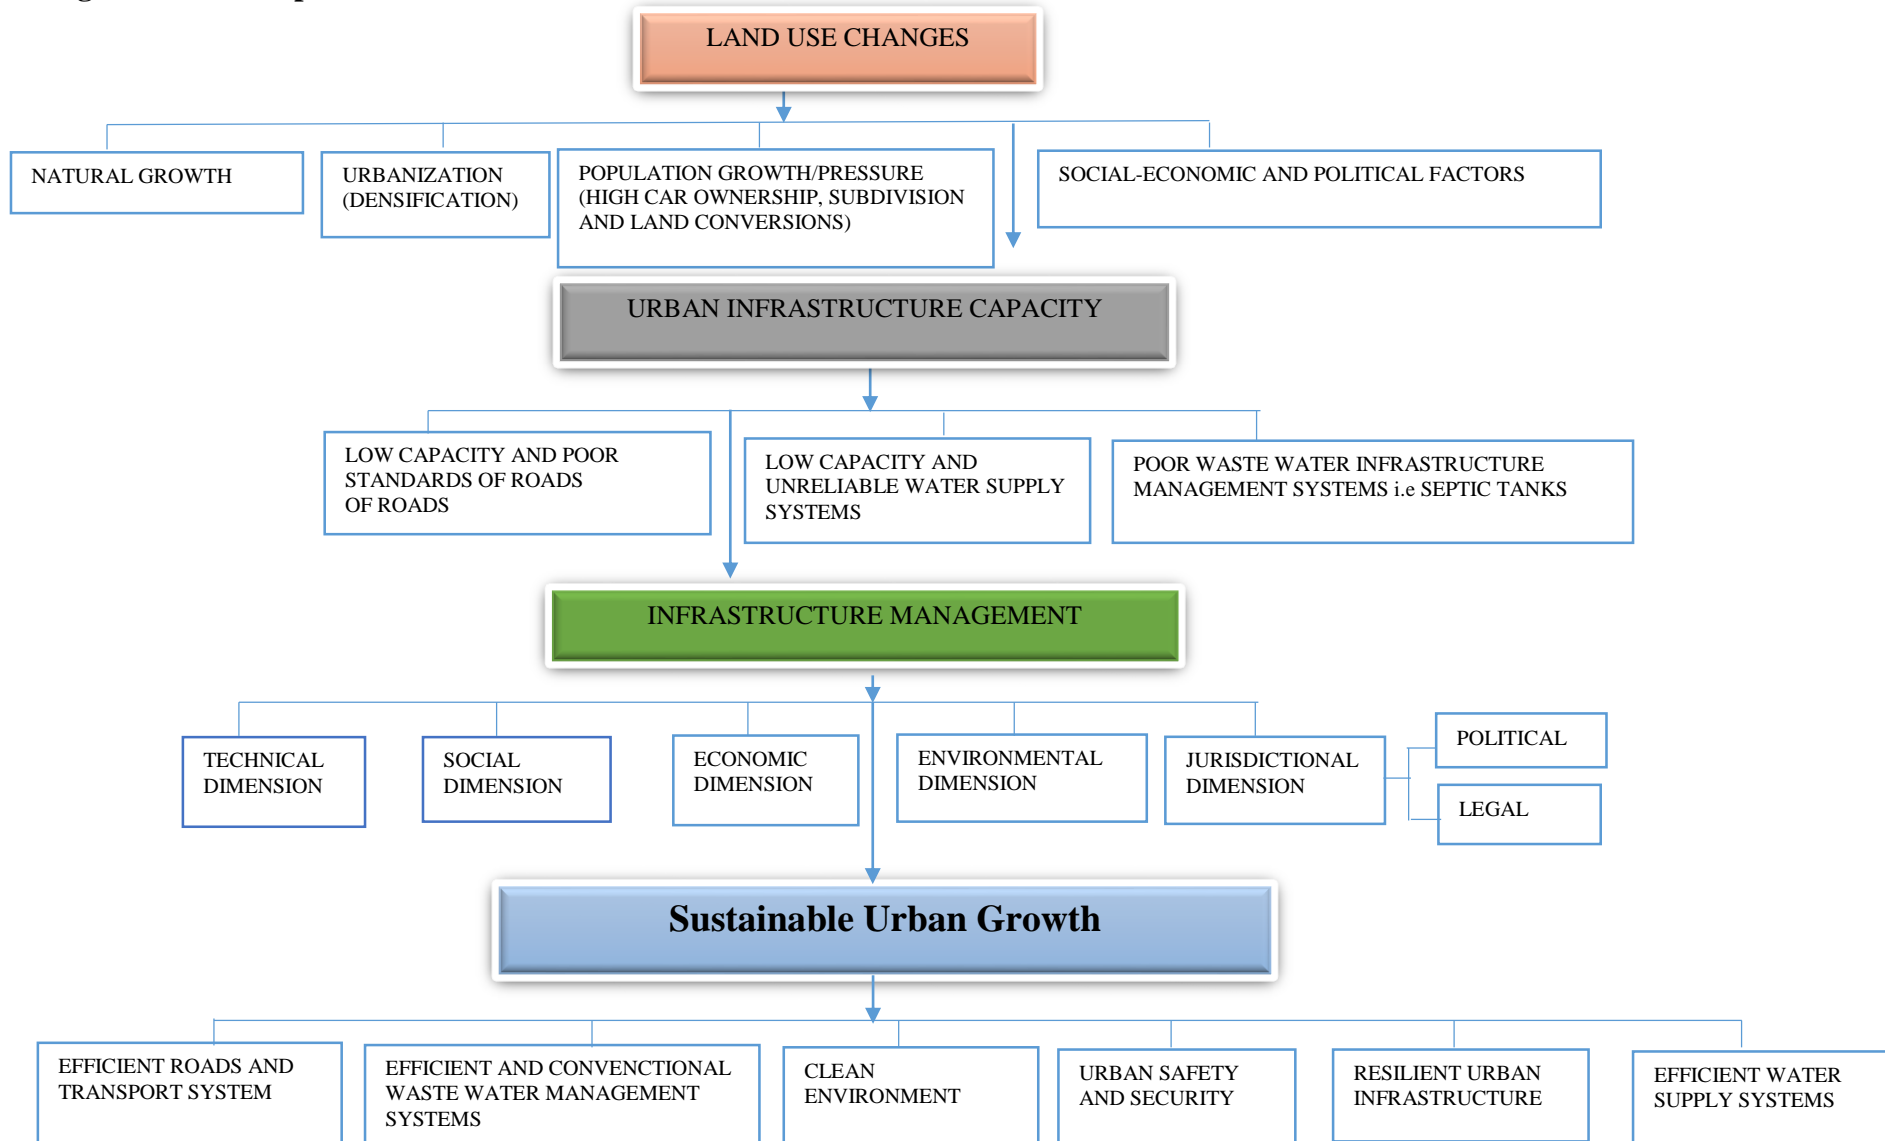 LAND USE CHANGES
NATURAL GROWTH
URBANIZATION
(DENSIFICATION)
POPULATION GROWTH/PRESSURE
(HIGH CAR OWNERSHIP, SUBDIVISION
AND LAND CONVERSIONS)
SOCIAL-ECONOMIC AND POLITICAL FACTORS
URBAN INFRASTRUCTURE CAPACITY
LOW CAPACITY AND POOR
STANDARDS OF ROADS
OF ROADS
LOW CAPACITY AND
UNRELIABLE WATER SUPPLY
SYSTEMS
POOR WASTE WATER INFRASTRUCTURE
MANAGEMENT SYSTEMS i.e SEPTIC TANKS
INFRASTRUCTURE MANAGEMENT
TECHNICAL
DIMENSION
SOCIAL
DIMENSION
ECONOMIC
DIMENSION
ENVIRONMENTAL
DIMENSION
JURISDICTIONAL
DIMENSION
POLITICAL
LEGAL
Sustainable Urban Growth
EFFICIENT ROADS AND
TRANSPORT SYSTEM
EFFICIENT AND CONVENCTIONAL
WASTE WATER MANAGEMENT
SYSTEMS
CLEAN
ENVIRONMENT
URBAN SAFETY
AND SECURITY
RESILIENT URBAN
INFRASTRUCTURE
EFFICIENT WATER
SUPPLY SYSTEMS